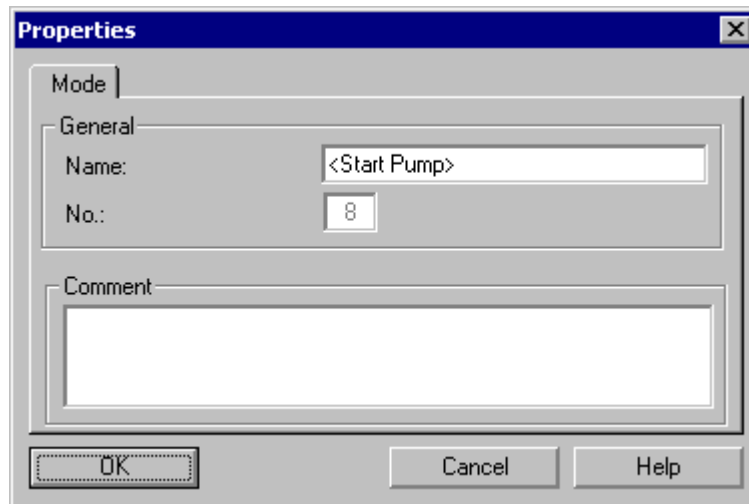 Properties
Mode
General
Name: <Start Pump>
No.: 8
Comment
OK Cancel Help